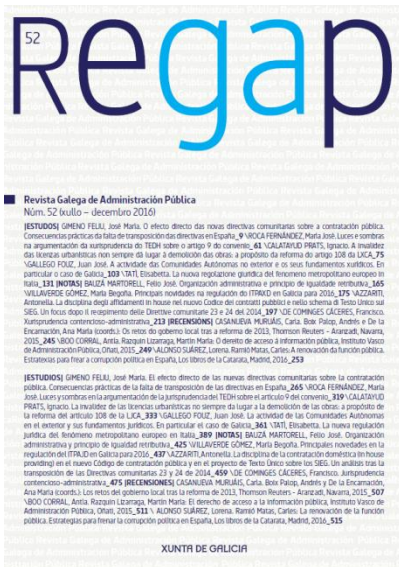 52
Regap
Revista Galega de Administración Pública
Núm. 52 (xullo – decembro 2016)
|ESTUDOS| GIMENO FELIU, José María. O efecto directo das novas directivas comunitarias sobre a contratación pública.
Consecuencias prácticas da falta de transposición das directivas en España_9 \ROCA FERNÁNDEZ, María José. Luces e sombras
na argumentación da xurisprudencia do TEDH sobre o artigo 9 do convenio_61 \CALATAYUD PRATS, Ignacio. A invalidez
das licenzas urbanísticas non sempre dá lugar á demolición das obras: a propósito da reforma do artigo 108 da LJCA_75
\GALLEGO FOUZ, Juan José. A actividade das Comunidades Autónomas no exterior e os seus fundamentos xurídicos. En
particular o caso de Galicia_103 \TATÌ, Elisabetta. La nuova regolazione giuridica del fenomeno metropolitano europeo in
Italia_131 |NOTAS| BAUZÁ MARTORELL, Felio José. Organización administrativa e principio de igualdade retributiva_165
\VILLAVERDE GÓMEZ, María Begoña. Principais novidades na regulación do ITPAXD en Galicia para 2016_175 \AZZARITI,
Antonella. La disciplina degli affidamenti in house nel nuovo Codice dei contratti pubblici e nello schema di Testo Unico sul
SIEG. Un focus dopo il recepimento delle Direttive comunitarie 23 e 24 del 2014_197 \DE COMINGES CÁCERES, Francisco.
Xurisprudencia contencioso-administrativa_213 |RECENSIÓNS| CASANUEVA MURUÁIS, Carla. Boix Palop, Andrés e De la
Encarnación, Ana María (coords.): Os retos do goberno local tras a reforma de 2013, Thomson Reuters - Aranzadi, Navarra,
2015_245 \BOO CORRAL, Antía. Razquin Lizarraga, Martín María: O dereito de acceso á información pública, Instituto Vasco
de Administración Pública, Oñati, 2015_249 \ALONSO SUÁREZ, Lorena. Ramió Matas, Carles: A renovación da función pública.
Estratexias para frear a corrupción política en España, Los libros de la Catarata, Madrid, 2016_253
|ESTUDIOS| GIMENO FELIU, José María. El efecto directo de las nuevas directivas comunitarias sobre la contratación
pública. Consecuencias prácticas de la falta de transposición de las directivas en España_265 \ROCA FERNÁNDEZ, María
José. Luces y sombras en la argumentación de la jurisprudencia del TEDH sobre el artículo 9 del convenio_319 \CALATAYUD
PRATS, Ignacio. La invalidez de las licencias urbanísticas no siempre da lugar a la demolición de las obras: a propósito de
la reforma del artículo 108 de la LJCA_333 \GALLEGO FOUZ, Juan José. La actividad de las Comunidades Autónomas
en el exterior y sus fundamentos jurídicos. En particular el caso de Galicia_361 \TATÌ, Elisabetta. La nueva regulación
jurídica del fenómeno metropolitano europeo en Italia_389 |NOTAS| BAUZÁ MARTORELL, Felio José. Organización
administrativa y principio de igualdad retributiva_427 \VILLAVERDE GÓMEZ, María Begoña. Principales novedades en la
regulación del ITPAJD en Galicia para 2016_437 \AZZARITI, Antonella. La disciplina de la contratación doméstica (in house
providing) en el nuevo Código de contratación pública y en el proyecto de Texto Único sobre los SIEG. Un análisis tras la
transposición de las Directivas comunitarias 23 y 24 de 2014_459 \DE COMINGES CÁCERES, Francisco. Jurisprudencia
contencioso-administrativa_475 |RECENSIONES| CASANUEVA MURUÁIS, Carla. Boix Palop, Andrés y De la Encarnación,
Ana María (coords.): Los retos del gobierno local tras la reforma de 2013, Thomson Reuters - Aranzadi, Navarra, 2015_507
\BOO CORRAL, Antía. Razquin Lizarraga, Martín María: El derecho de acceso a la información pública, Instituto Vasco de
Administración Pública, Oñati, 2015_511 \ALONSO SUÁREZ, Lorena. Ramió Matas, Carles: La renovación de la función
pública. Estrategias para frenar la corrupción política en España, Los libros de la Catarata, Madrid, 2016_515
XUNTA DE GALICIA